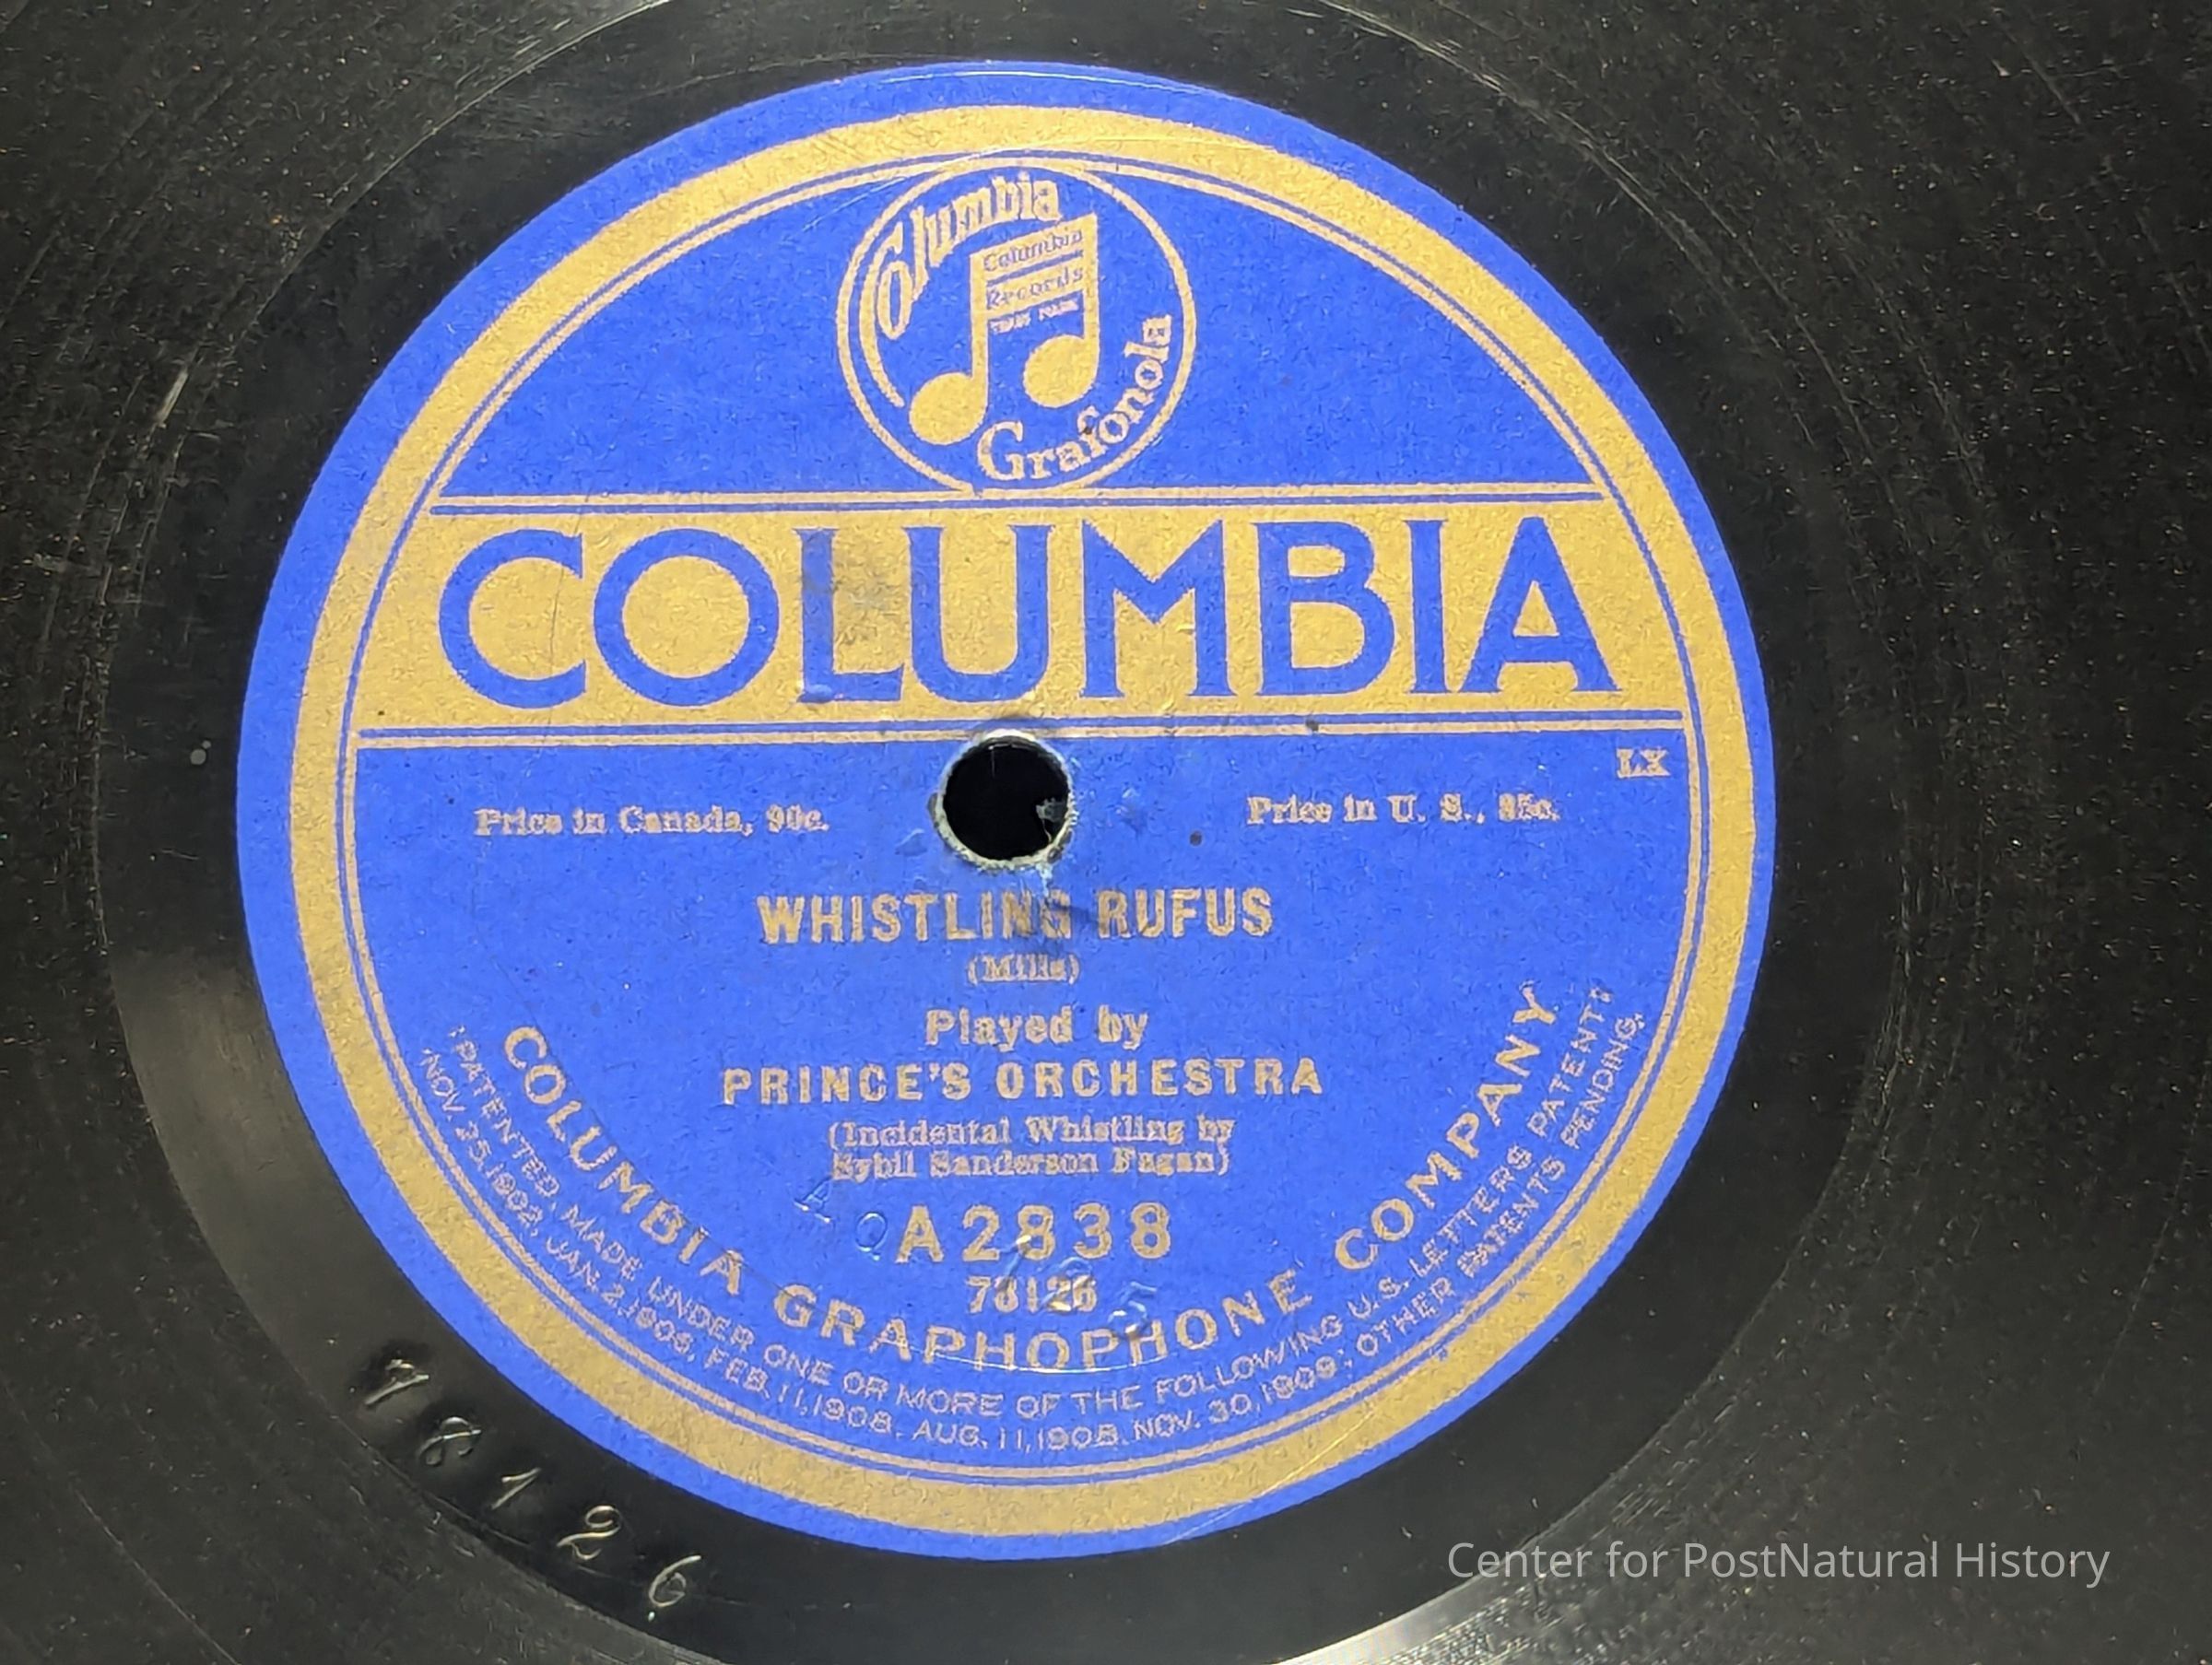 Columbia
Columbia
Records
TRADE MARK
Grafonola
COLUMBIA
LX
Price in Canada, 90c.
Price in U. S., 85c.
WHISTLING RUFUS
(Mills)
Played by
PRINCE'S ORCHESTRA
(Incidental Whistling by
Sybil Sanderson Fagan)
A2838
78126
COLUMBIA GRAPHOPHONE COMPANY
PATENTED, MADE UNDER ONE OR MORE OF THE FOLLOWING U.S. LETTERS PATENT:
NOV. 25, 1902, JAN. 2, 1906, FEB. 11, 1908, AUG. 11, 1908, NOV. 30, 1909; OTHER PATENTS PENDING.
78126
Center for PostNatural History